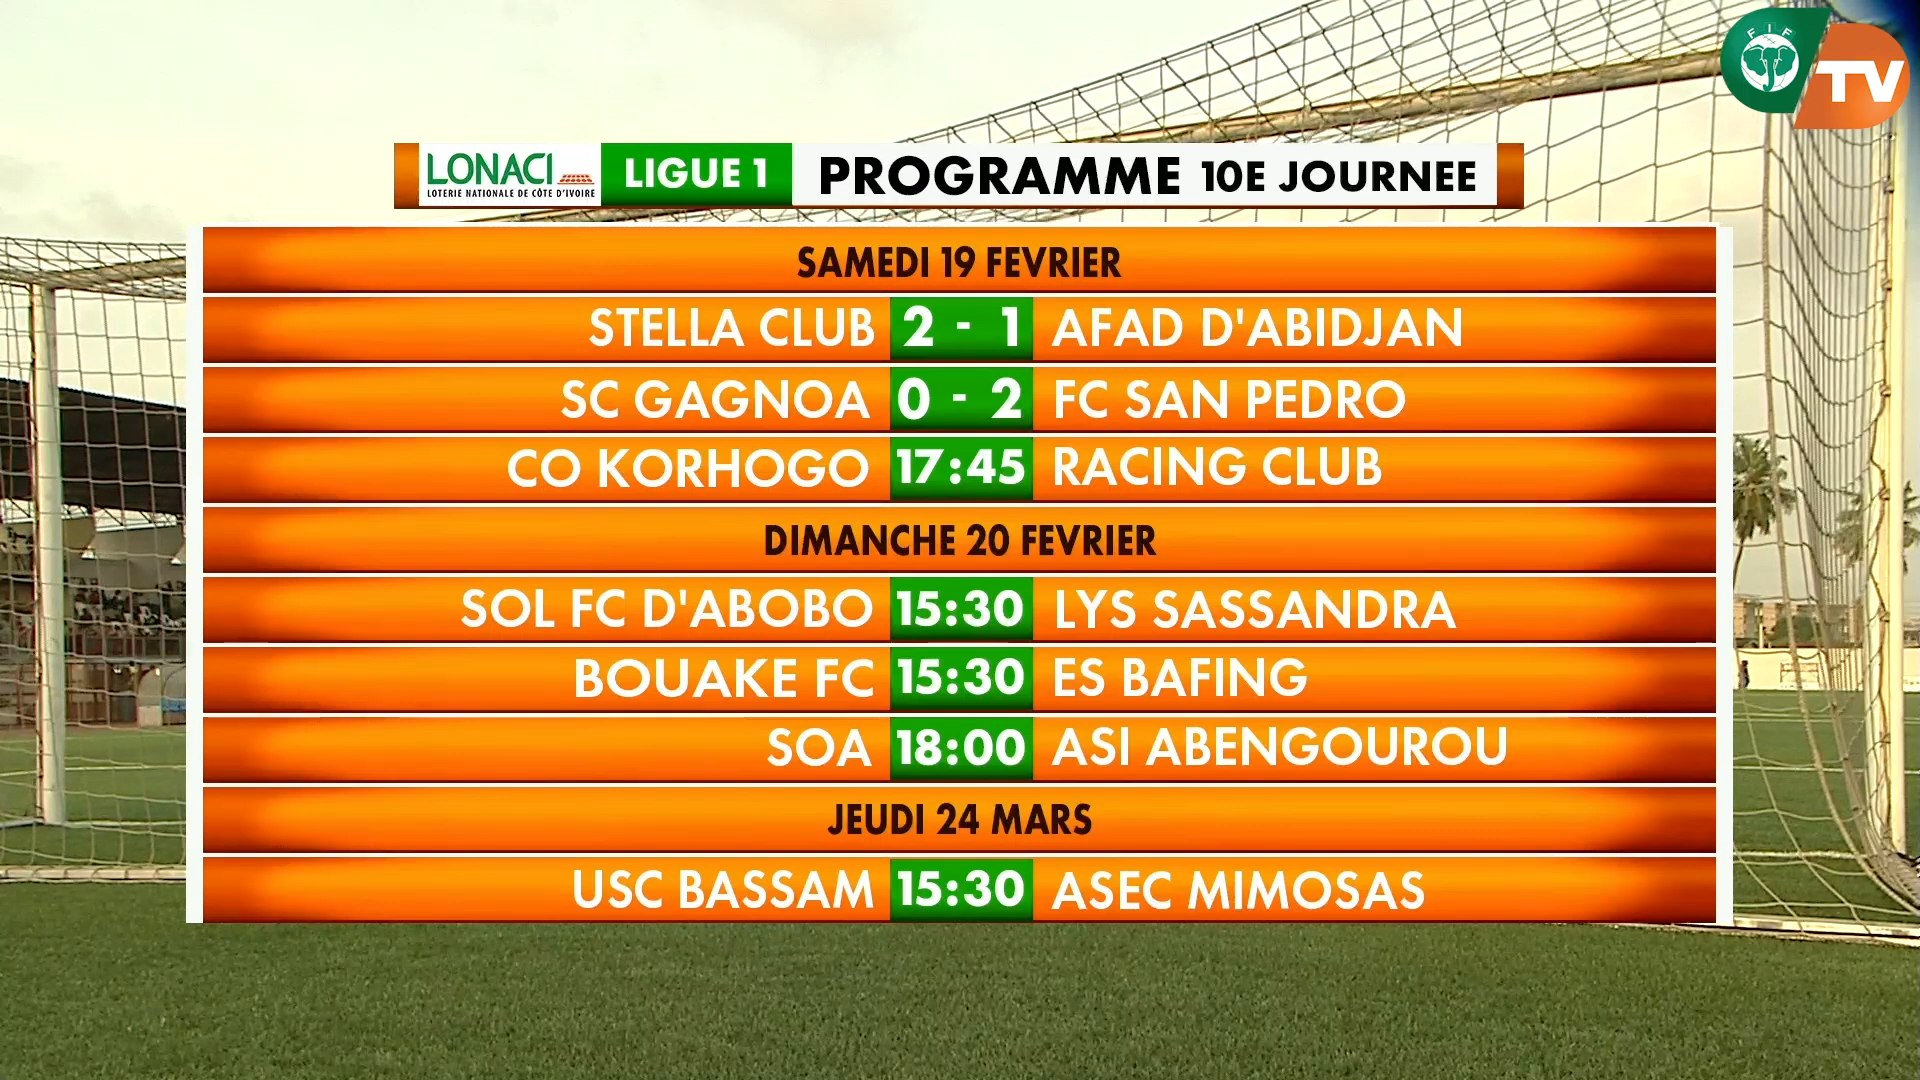 FIF
TV
LONACI
LOTERIE NATIONALE DE CÔTE D'IVOIRE
LIGUE 1
PROGRAMME 10E JOURNEE
SAMEDI 19 FEVRIER
STELLA CLUB 2 - 1 AFAD D'ABIDJAN
SC GAGNOA 0 - 2 FC SAN PEDRO
CO KORHOGO 17:45 RACING CLUB
DIMANCHE 20 FEVRIER
SOL FC D'ABOBO 15:30 LYS SASSANDRA
BOUAKE FC 15:30 ES BAFING
SOA 18:00 ASI ABENGOUROU
JEUDI 24 MARS
USC BASSAM 15:30 ASEC MIMOSAS